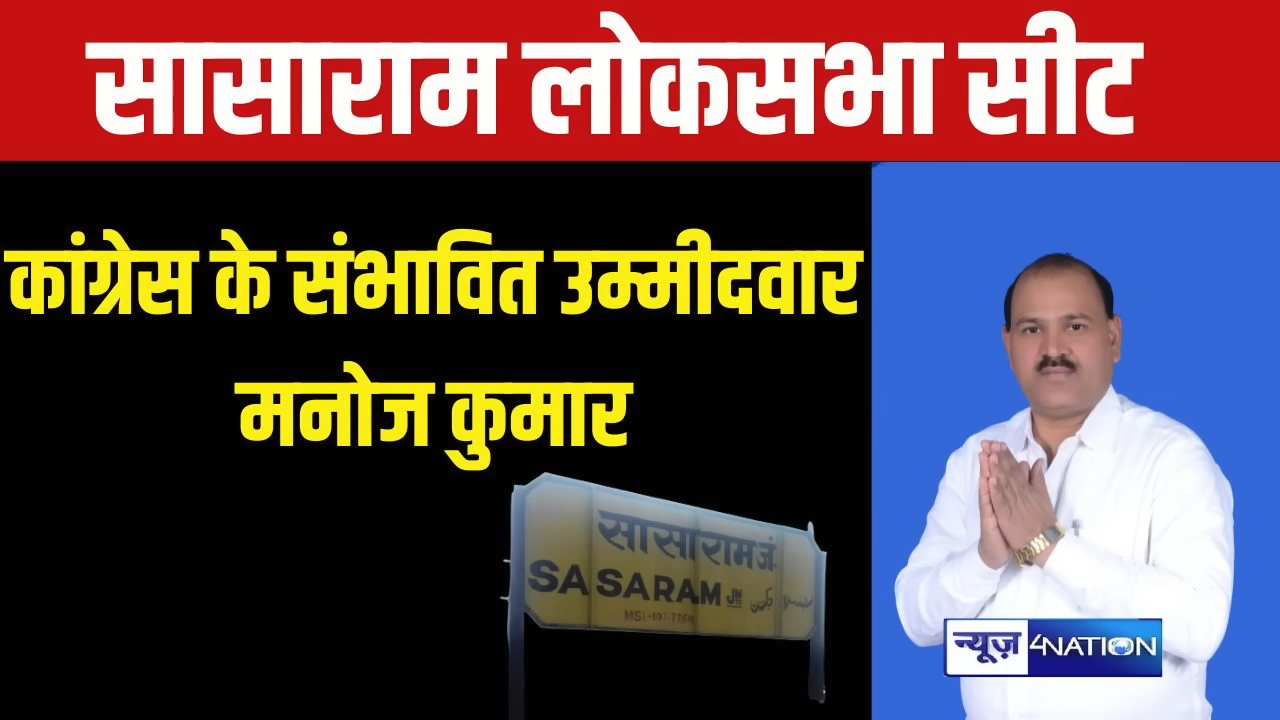 सासाराम लोकसभा सीट
कांग्रेस के संभावित उम्मीदवार
मनोज कुमार
सासाराम जं.
SASARAM JN
न्यूज़ 4NATION